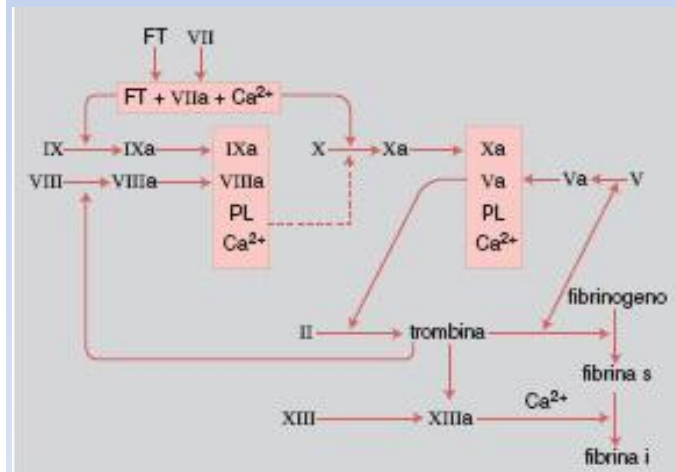 FT VII
FT + VIIa + Ca²⁺
IX IXa IXa X Xa Xa
VIII VIIIa VIIIa Va Va V
PL PL
Ca²⁺ Ca²⁺
fibrinogeno
II trombina
fibrina s
Ca²⁺
XIII XIIIa
fibrina i